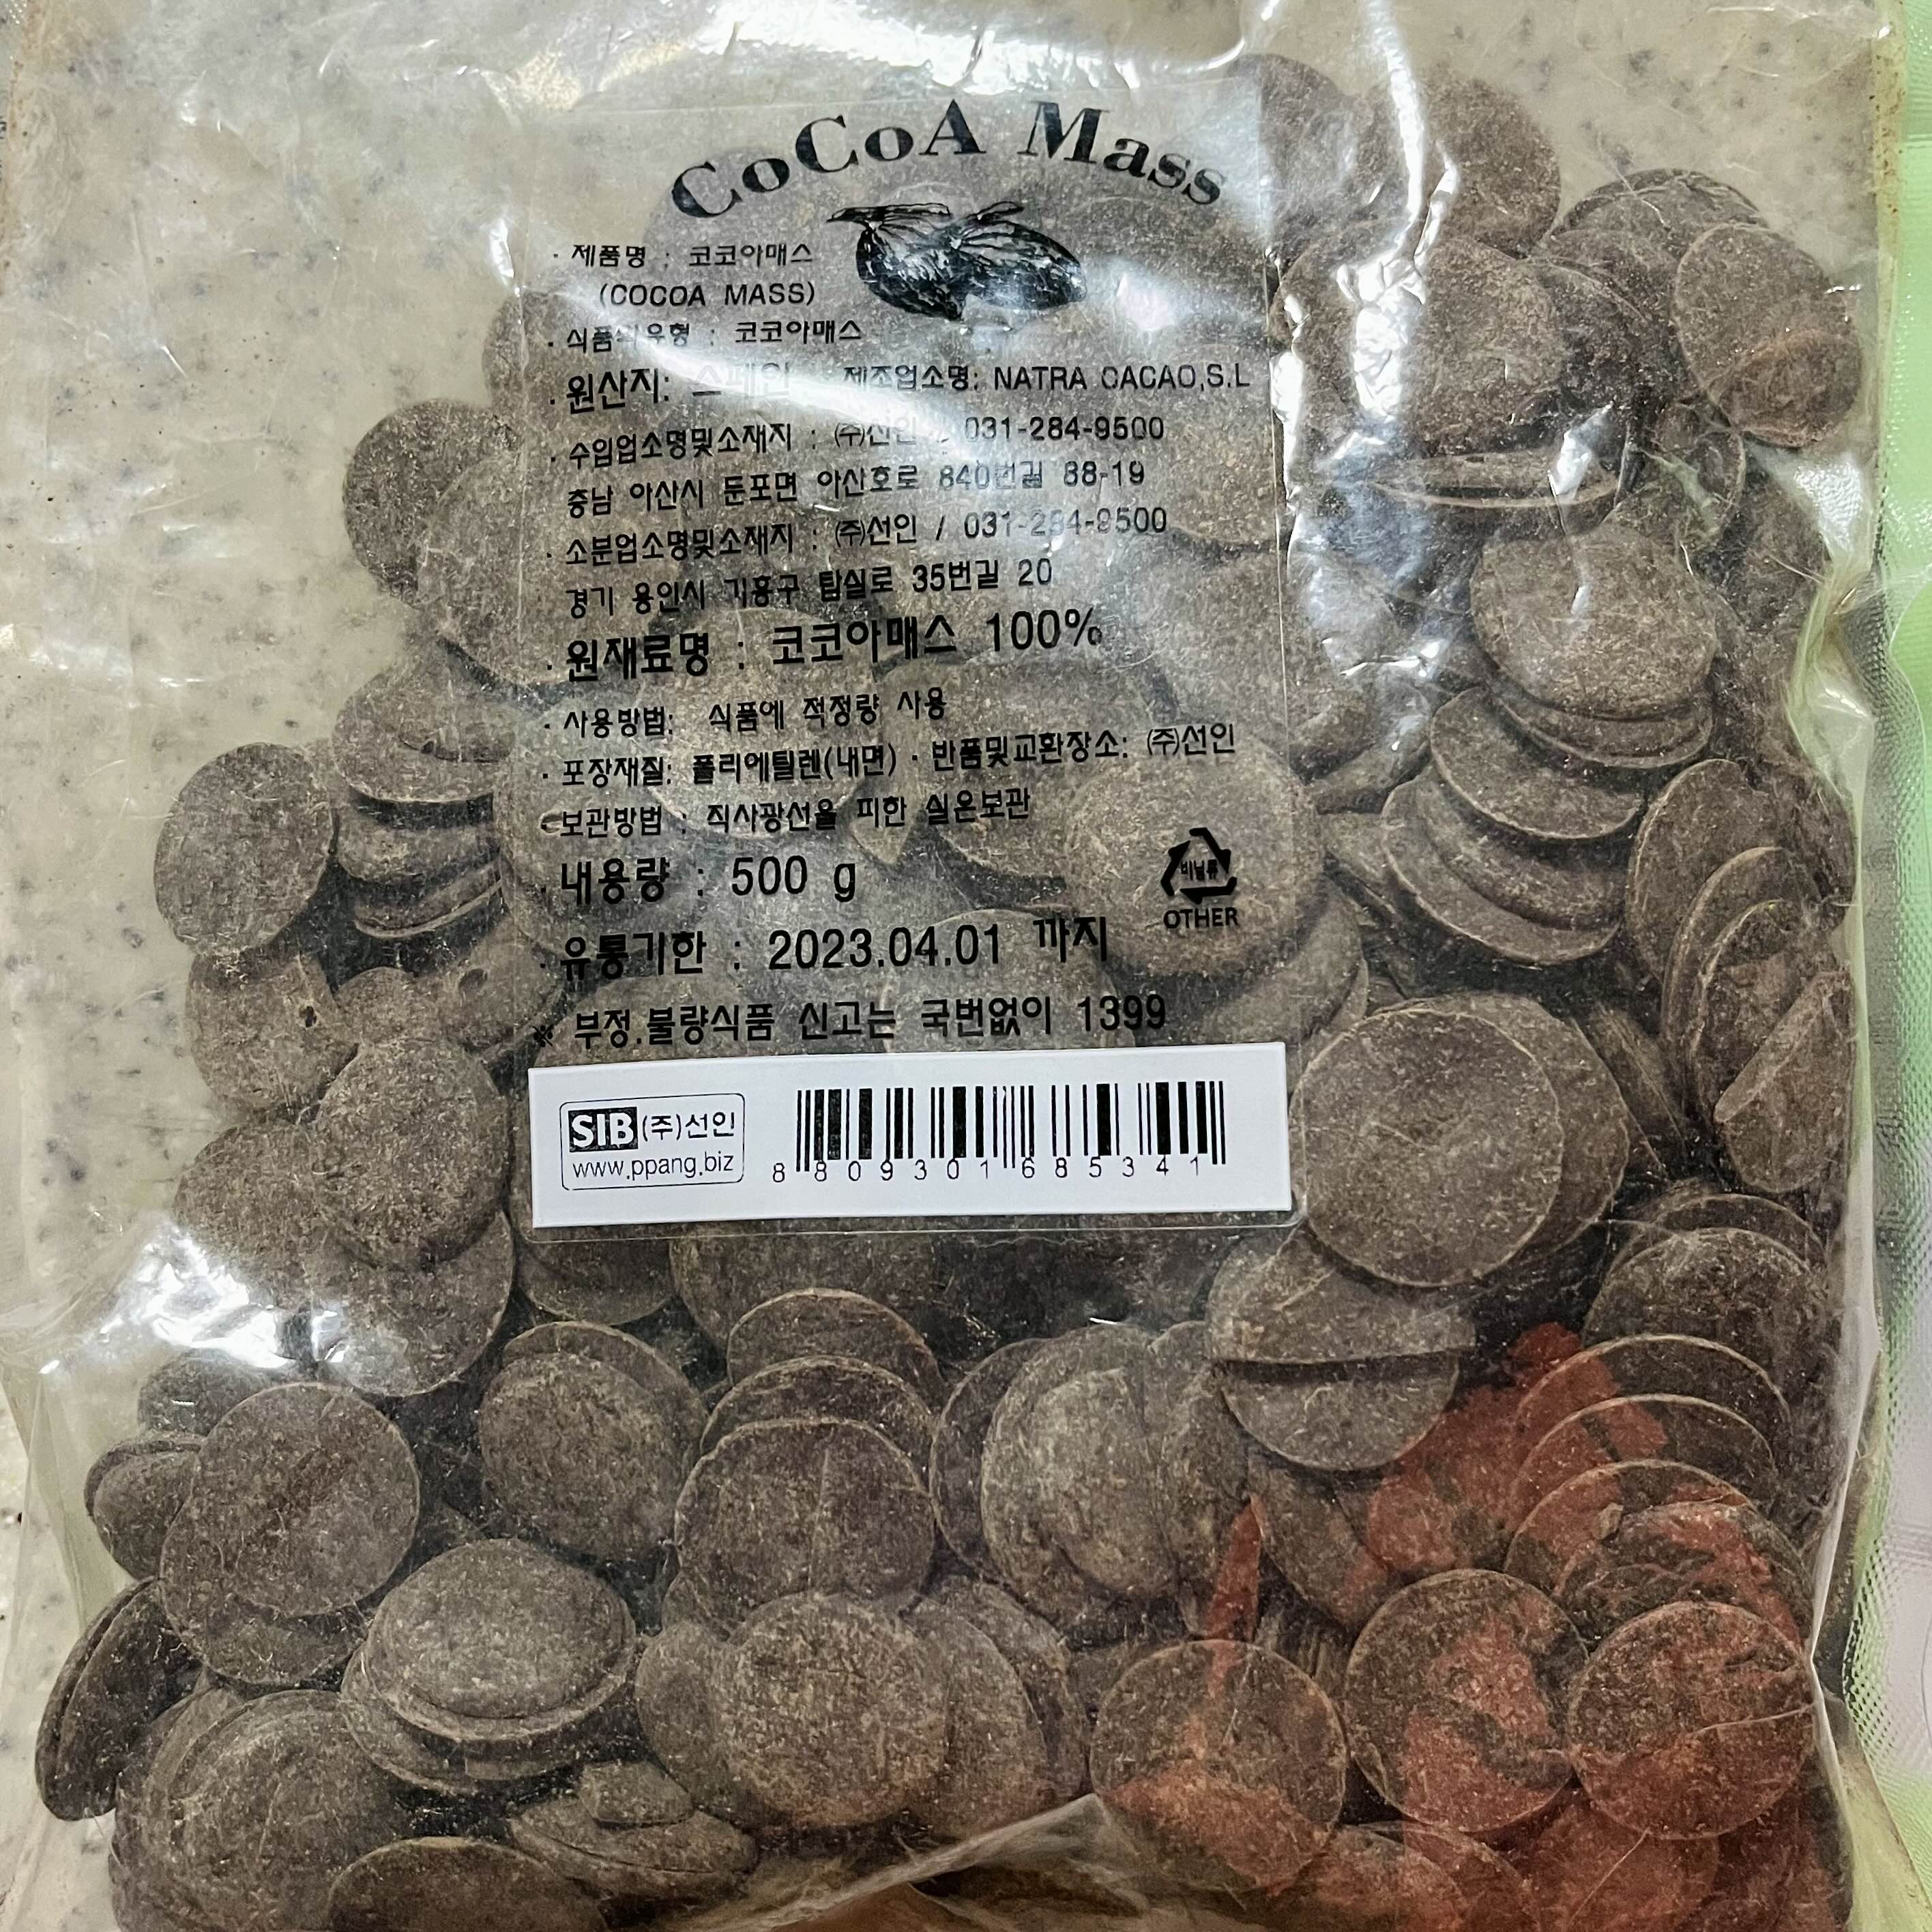 CoCoA Mass
· 제품명 : 코코아매스
(COCOA MASS)
· 식품의유형 : 코코아매스
· 원산지: 스페인 · 제조업소명: NATRA CACAO,S.L
· 수입업소명및소재지 : ㈜선인 / 031-284-9500
충남 아산시 둔포면 아산호로 840번길 88-19
· 소분업소명및소재지 : ㈜선인 / 031-284-9500
경기 용인시 기흥구 탑실로 35번길 20
· 원재료명 : 코코아매스 100%
· 사용방법: 식품에 적정량 사용
· 포장재질: 폴리에틸렌(내면) · 반품및교환장소: ㈜선인
보관방법 : 직사광선을 피한 실온보관
· 내용량 : 500 g
비닐류
OTHER
· 유통기한 : 2023.04.01 까지
※ 부정.불량식품 신고는 국번없이 1399
SIB (주)선인
www.ppang.biz
8 809301 685341